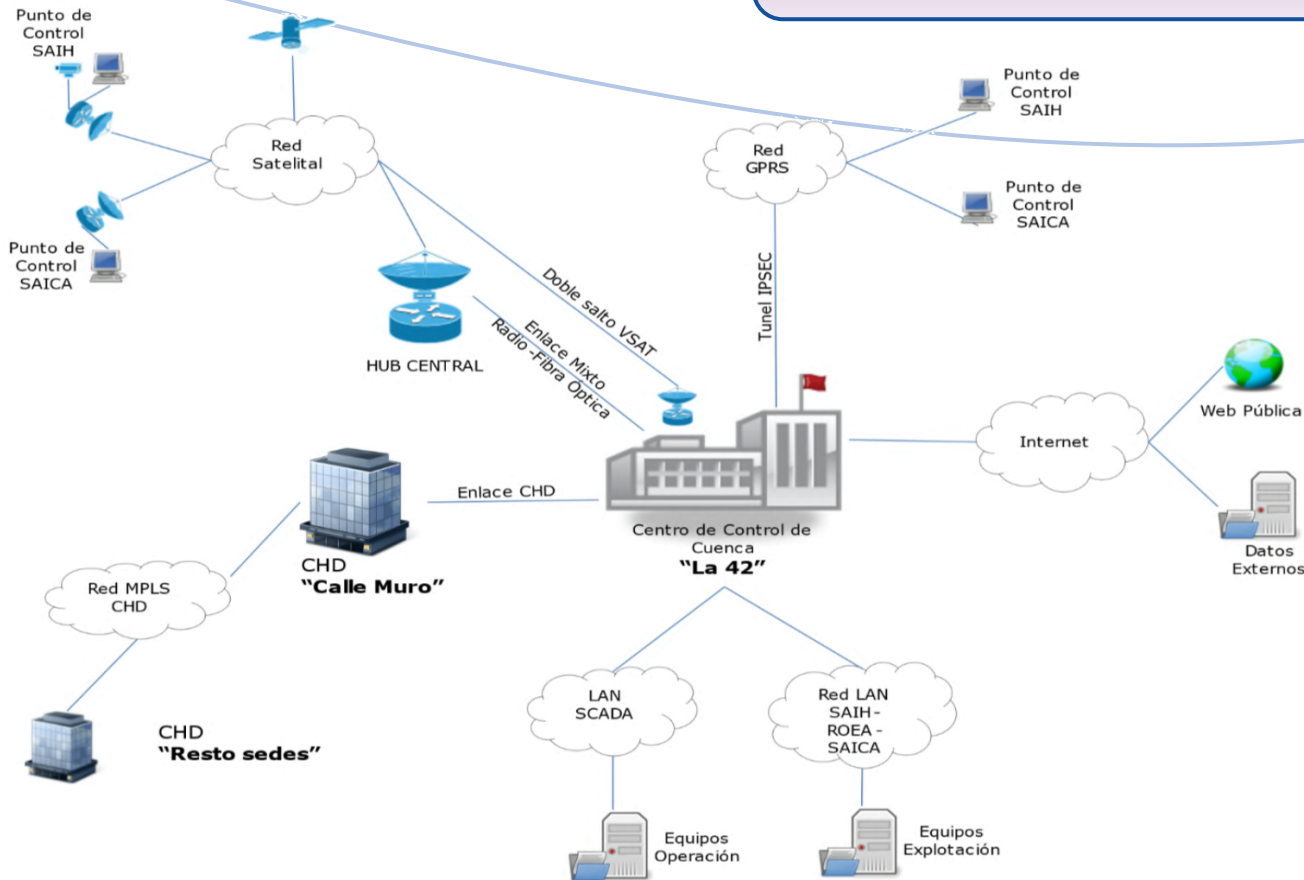 Punto de
Control
SAIH
Red
Satelital
Punto de
Control
SAICA
HUB CENTRAL
Doble salto VSAT
Enlace Mixto
Radio -Fibra Óptica
Red
GPRS
Punto de
Control
SAIH
Punto de
Control
SAICA
Tunel IPSEC
Internet
Web Pública
Datos
Externos
Enlace CHD
Centro de Control de
Cuenca
“La 42”
CHD
“Calle Muro”
Red MPLS
CHD
CHD
“Resto sedes”
LAN
SCADA
Red LAN
SAIH-
ROEA -
SAICA
Equipos
Operación
Equipos
Explotación